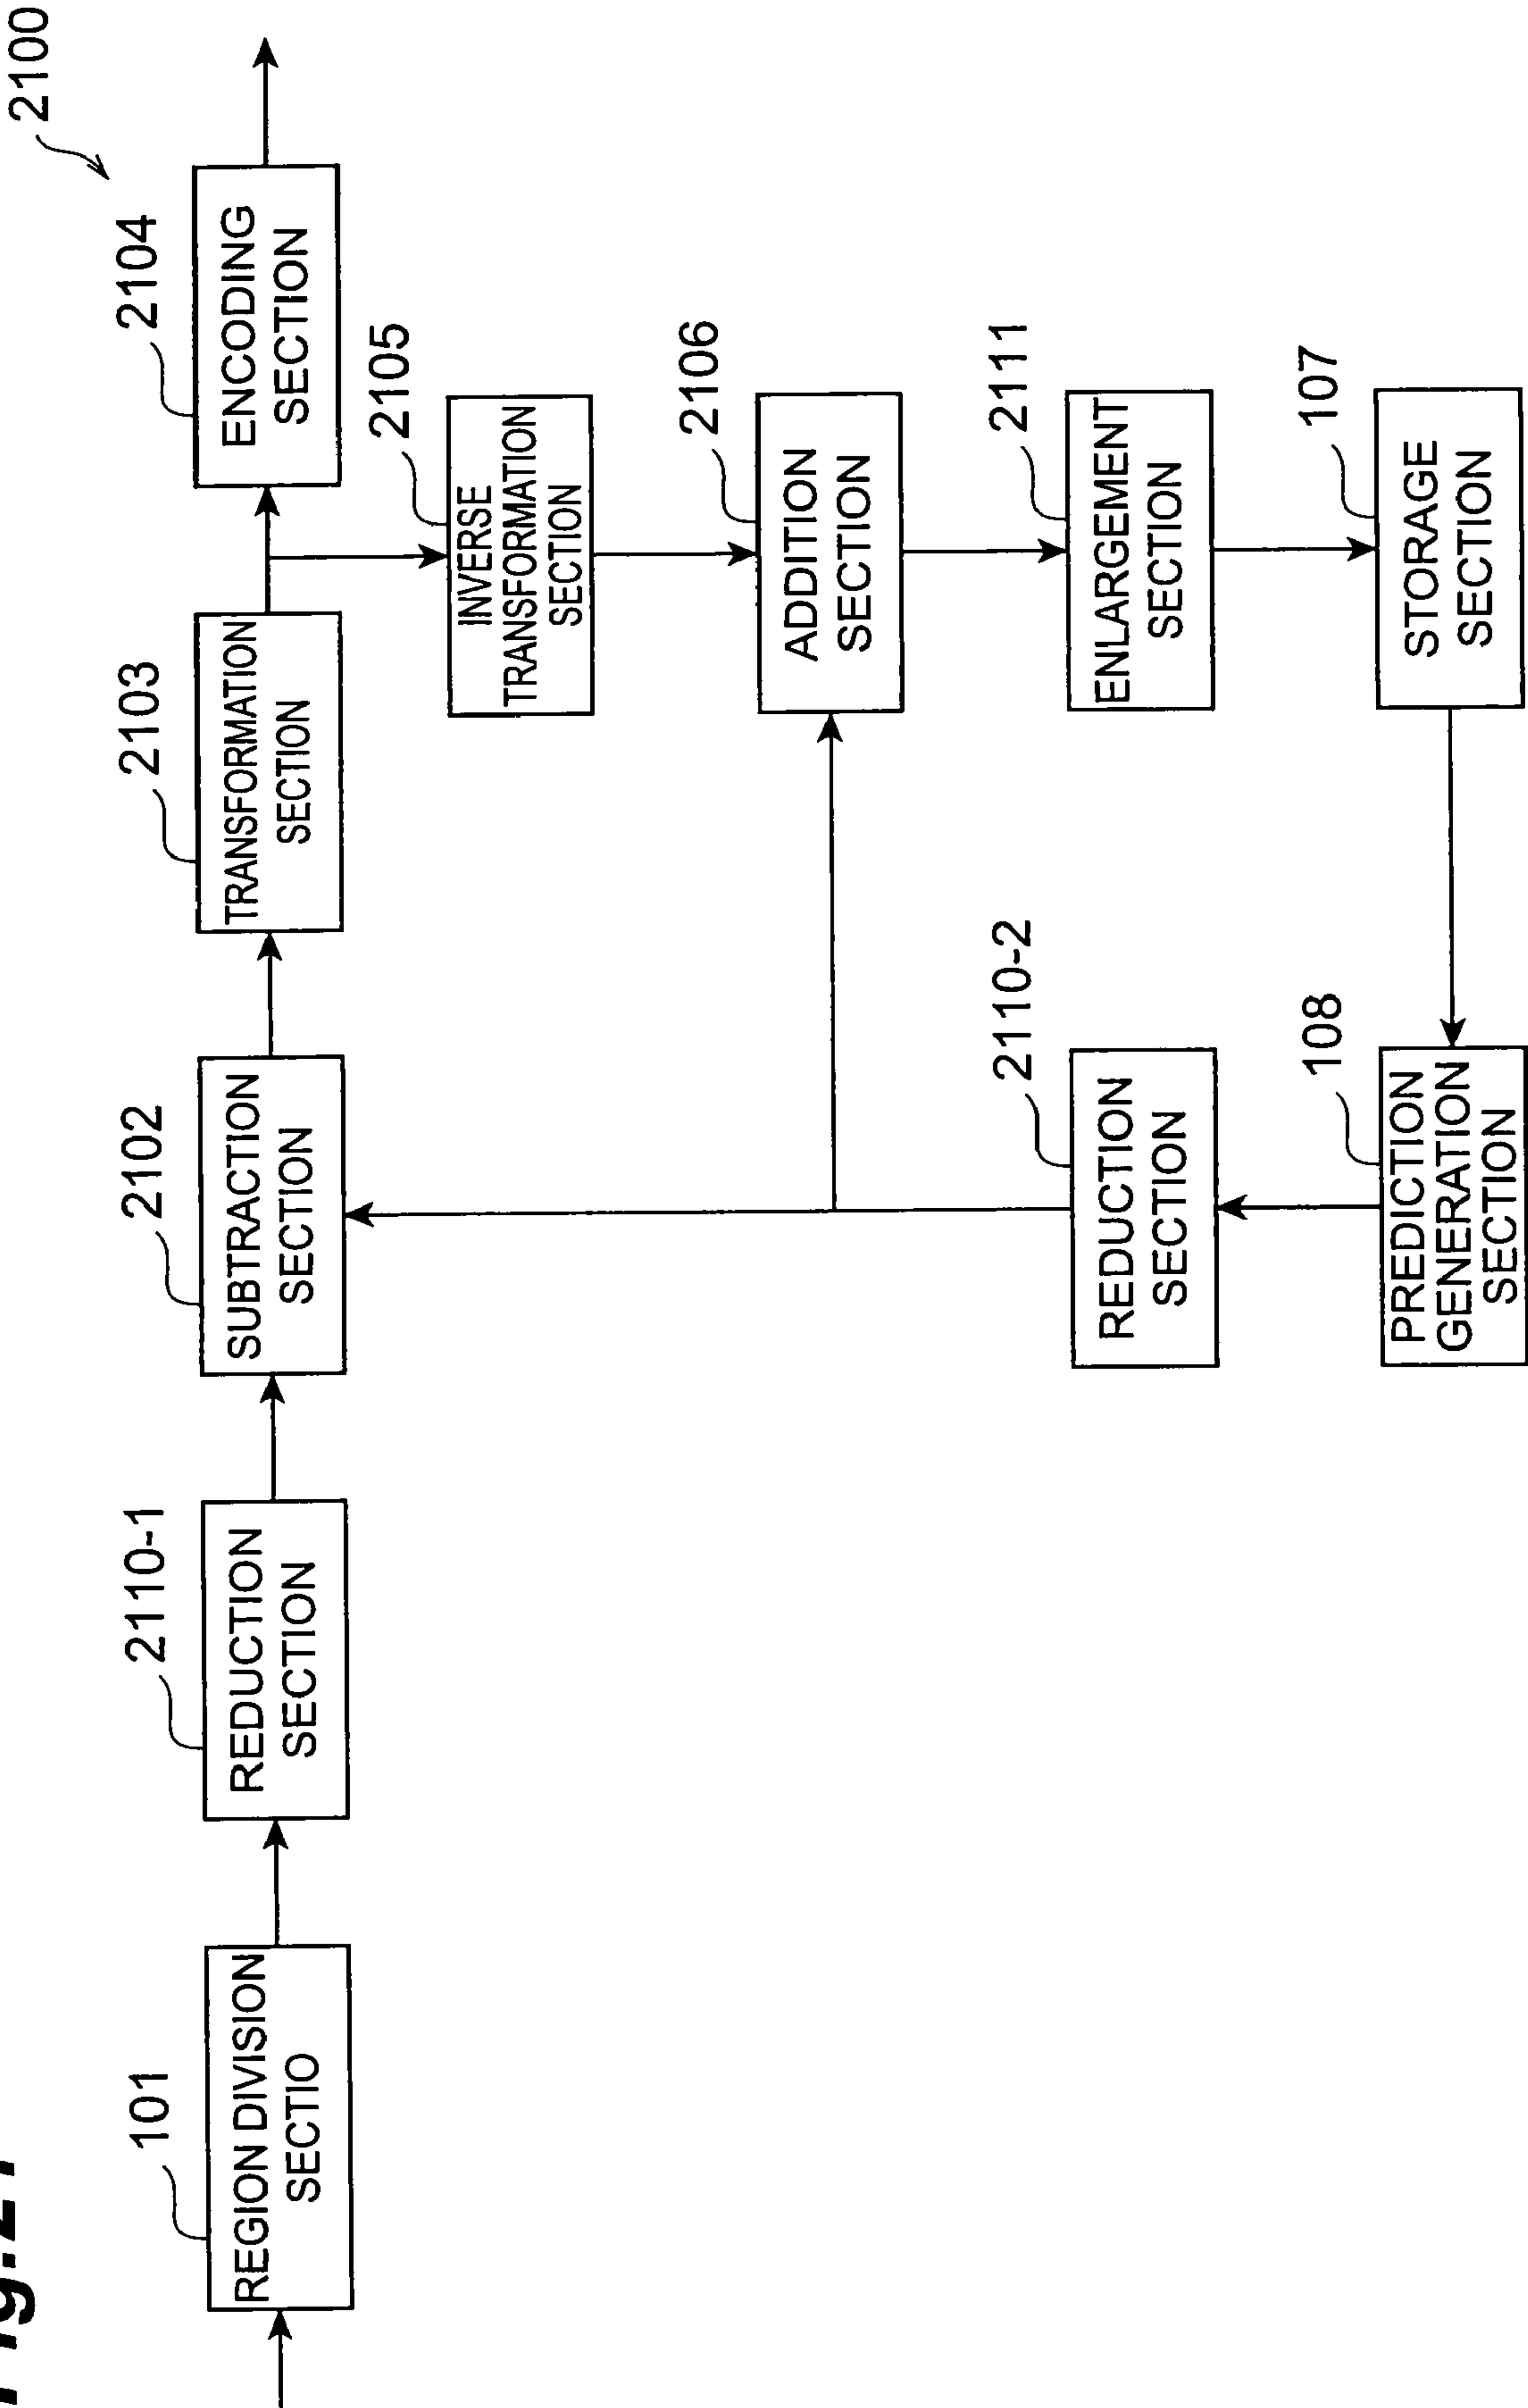 Fig.21
2100
101
REGION DIVISION
SECTIO
2110-1
REDUCTION
SECTION
2102
SUBTRACTION
SECTION
2103
TRANSFORMATION
SECTION
2104
ENCODING
SECTION
2105
INVERSE
TRANSFORMATION
SECTION
2106
ADDITION
SECTION
2110-2
REDUCTION
SECTION
2111
ENLARGEMENT
SECTION
108
PREDICTION
GENERATION
SECTION
107
STORAGE
SECTION